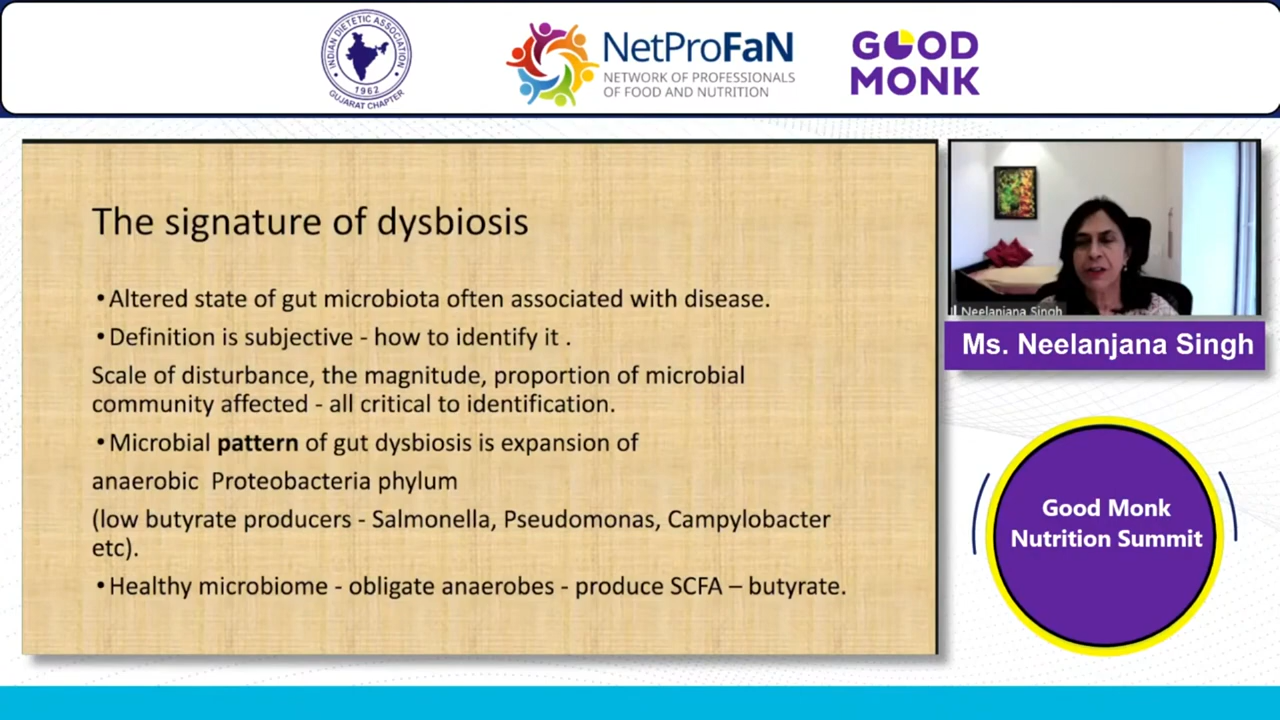 INDIAN DIETETIC ASSOCIATION
1962
GUJARAT CHAPTER
NetProFaN
NETWORK OF PROFESSIONALS
OF FOOD AND NUTRITION
GOOD
MONK
The signature of dysbiosis
•Altered state of gut microbiota often associated with disease.
•Definition is subjective - how to identify it .
Scale of disturbance, the magnitude, proportion of microbial
community affected - all critical to identification.
•Microbial pattern of gut dysbiosis is expansion of
anaerobic Proteobacteria phylum
(low butyrate producers - Salmonella, Pseudomonas, Campylobacter
etc).
•Healthy microbiome - obligate anaerobes - produce SCFA – butyrate.
Neelanjana Singh
Ms. Neelanjana Singh
Good Monk
Nutrition Summit